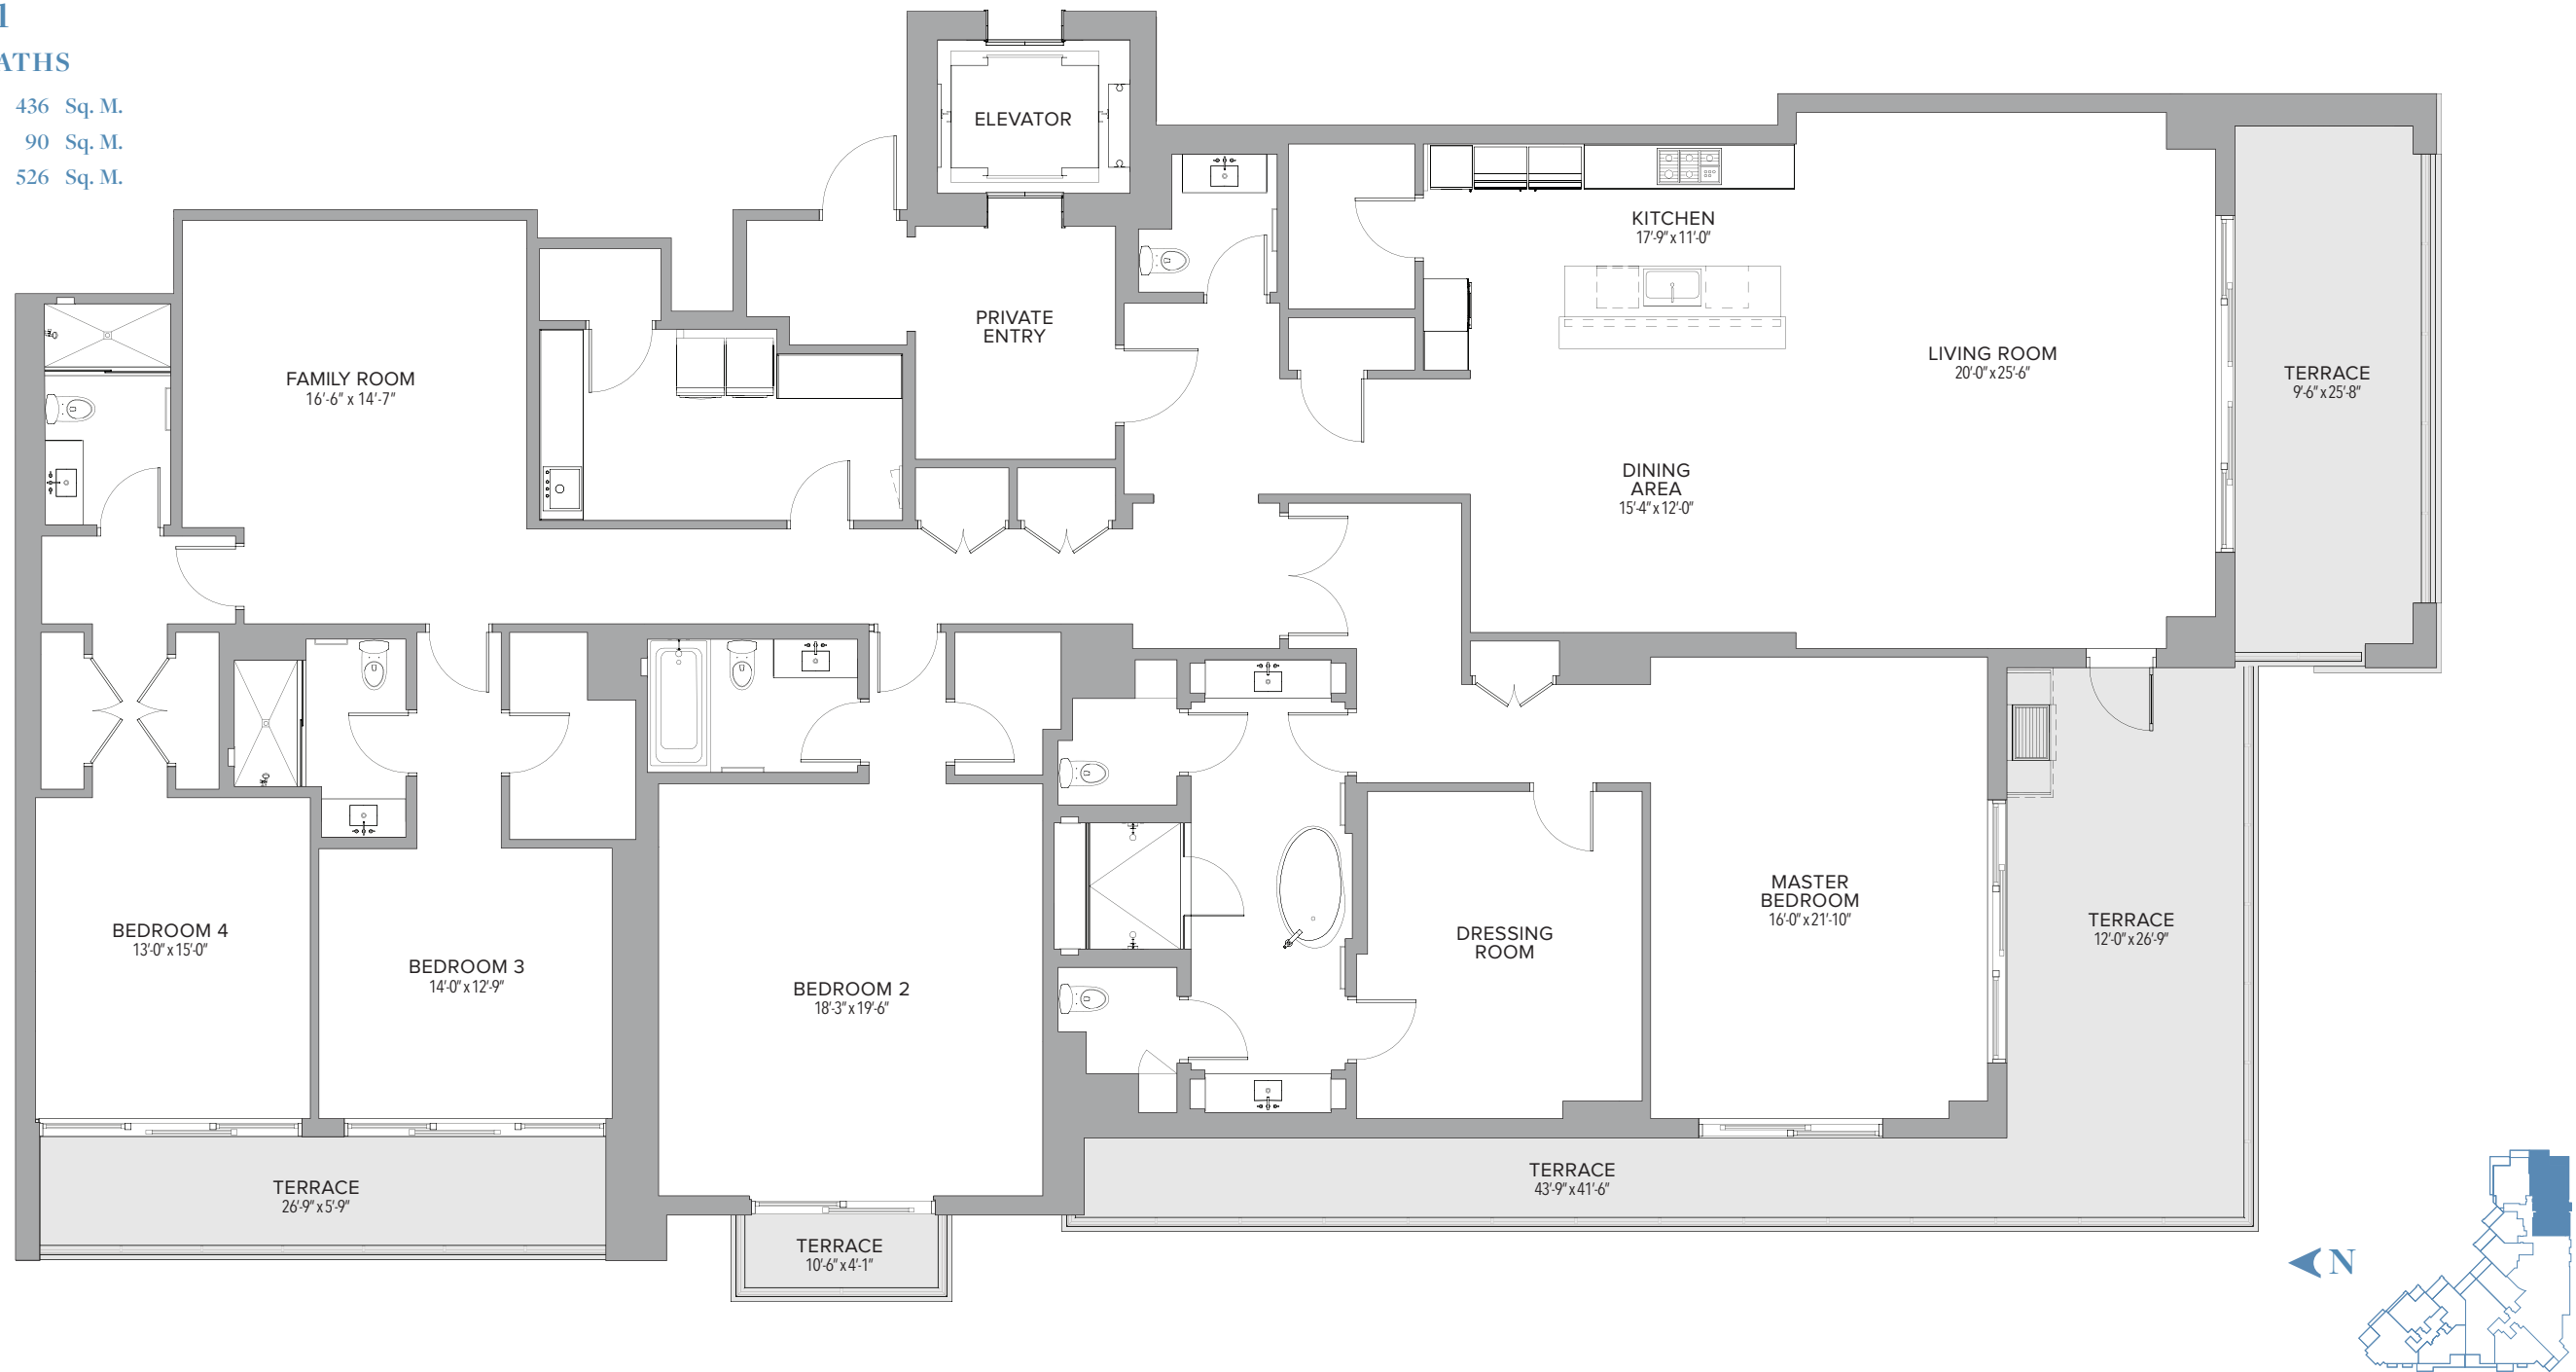 1
ATHS
436 Sq. M.
90 Sq. M.
526 Sq. M.
ELEVATOR
KITCHEN
17'-9" x 11'-0"
PRIVATE
ENTRY
LIVING ROOM
20'-0" x 25'-6"
TERRACE
9'-6" x 25'-8"
FAMILY ROOM
16'-6" x 14'-7"
DINING
AREA
15'-4" x 12'-0"
MASTER
BEDROOM
16'-0" x 21'-10"
TERRACE
12'-0" x 26'-9"
BEDROOM 4
13'-0" x 15'-0"
DRESSING
ROOM
BEDROOM 3
14'-0" x 12'-9"
BEDROOM 2
18'-3" x 19'-6"
TERRACE
43'-9" x 41'-6"
TERRACE
26'-9" x 5'-9"
TERRACE
10'-6" x 4'-1"
N